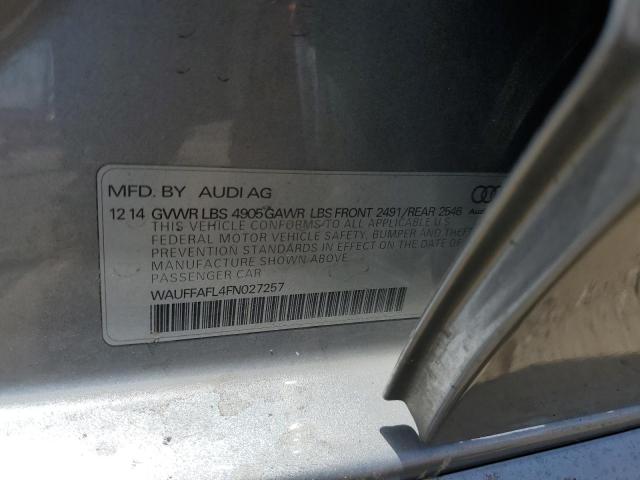 MFD. BY AUDI AG
12 14 GVWR LBS 4905 GAWR LBS FRONT 2491/REAR 2546
THIS VEHICLE CONFORMS TO ALL APPLICABLE U.S.
FEDERAL MOTOR VEHICLE SAFETY, BUMPER, AND THEFT
PREVENTION STANDARDS IN EFFECT ON THE DATE OF
MANUFACTURE SHOWN ABOVE.
PASSENGER CAR
WAUFFAFL4FN027257